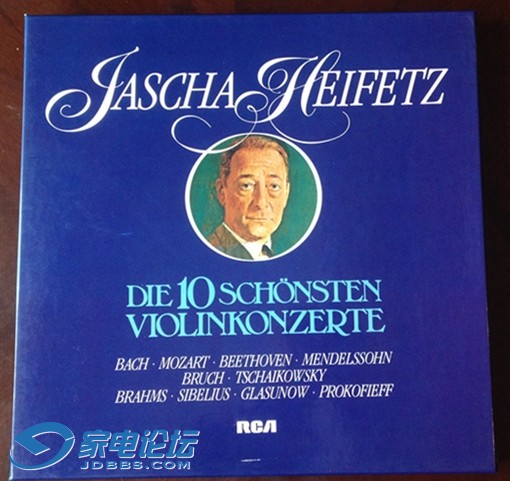 JASCHA HEIFETZ
DIE 10 SCHÖNSTEN
VIOLINKONZERTE
BACH · MOZART · BEETHOVEN · MENDELSSOHN
BRUCH · TSCHAIKOWSKY
BRAHMS · SIBELIUS · GLASUNOW · PROKOFIEFF
RCA
家电论坛
JDBBS.COM